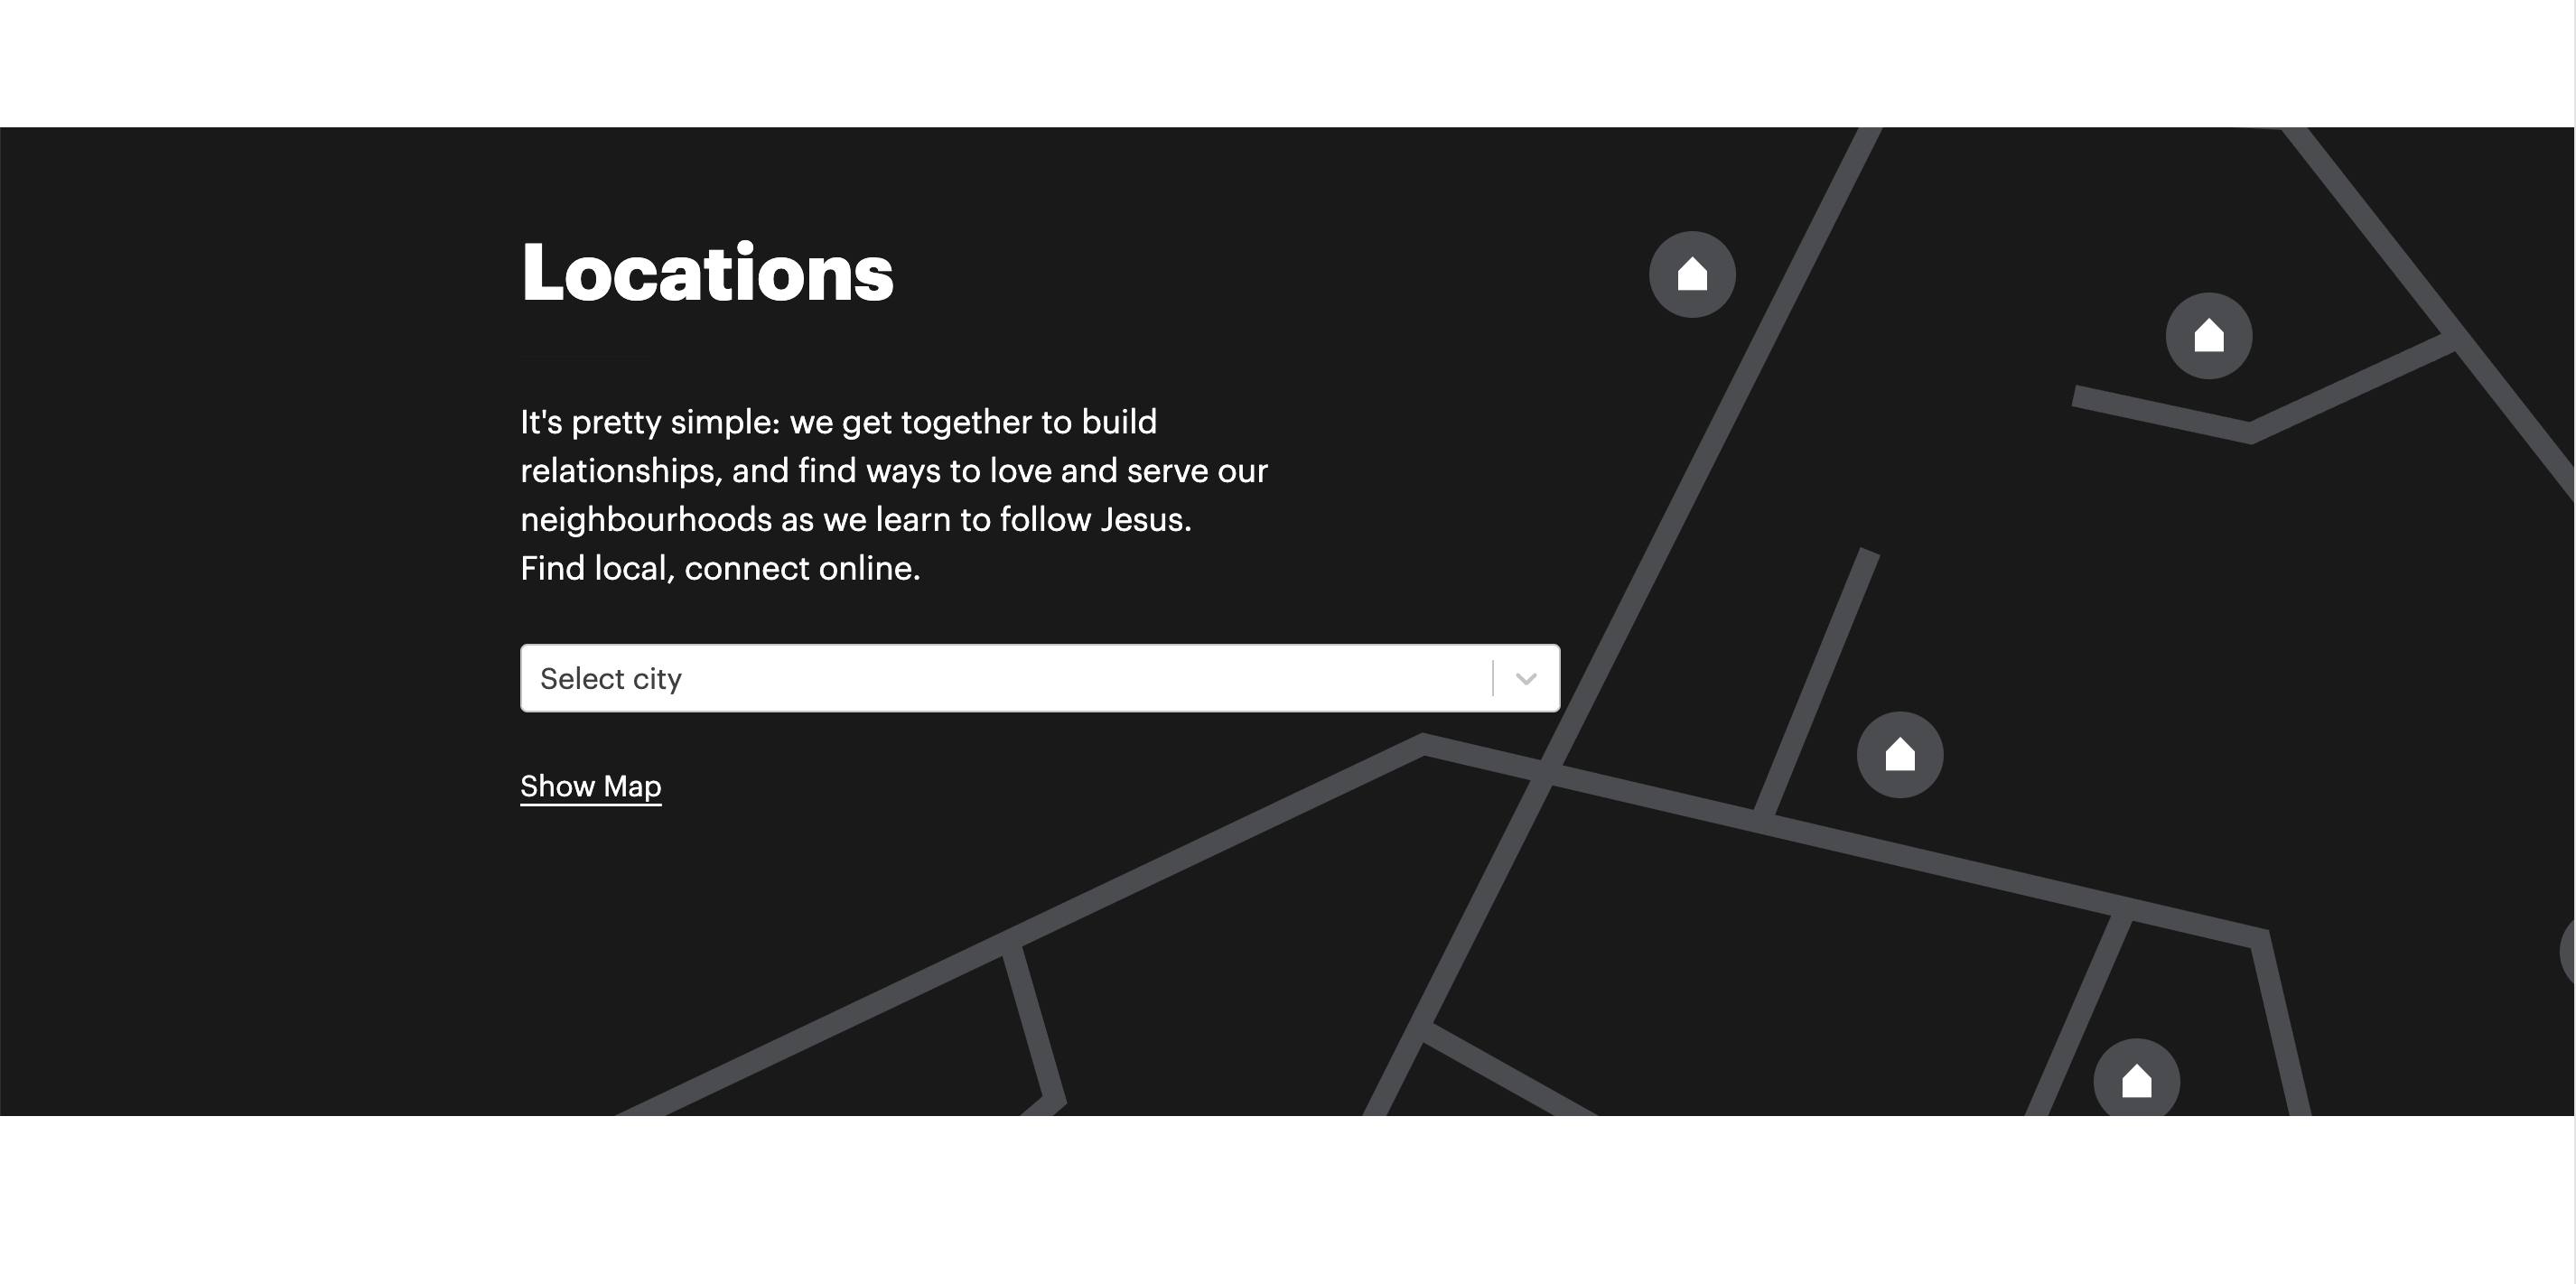 Locations
It's pretty simple: we get together to build
relationships, and find ways to love and serve our
neighbourhoods as we learn to follow Jesus.
Find local, connect online.
Select city
Show Map